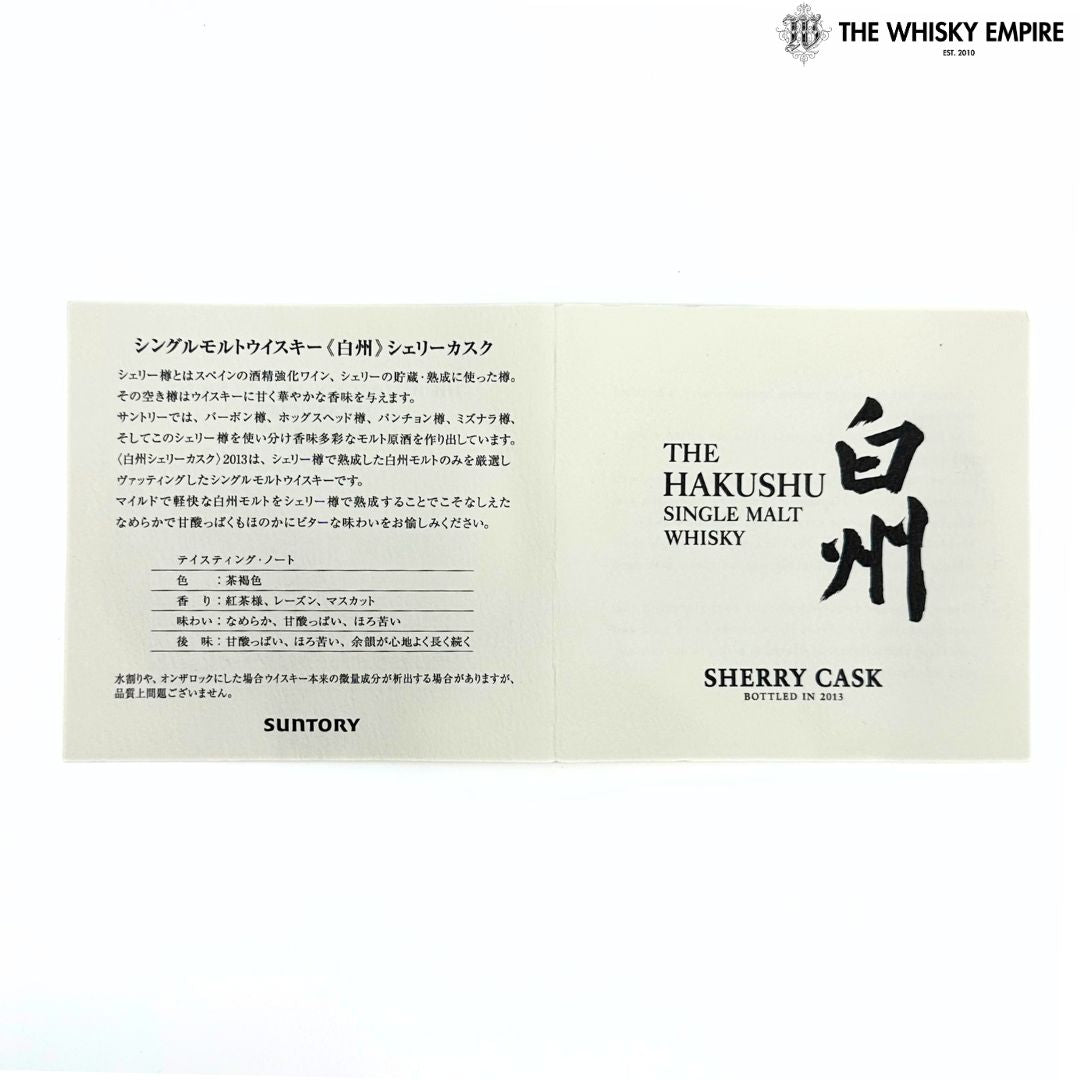 THE WHISKY EMPIRE
EST. 2010
シングルモルトウイスキー《白州》シェリーカスク
シェリー樽とはスペインの酒精強化ワイン、シェリーの貯蔵・熟成に使った樽。
その空き樽はウイスキーに甘く華やかな香味を与えます。
サントリーでは、バーボン樽、ホッグスヘッド樽、パンチョン樽、ミズナラ樽、
そしてこのシェリー樽を使い分け香味多彩なモルト原酒を作り出しています。
〈白州シェリーカスク〉2013は、シェリー樽で熟成した白州モルトのみを厳選し
ヴァッティングしたシングルモルトウイスキーです。
マイルドで軽快な白州モルトをシェリー樽で熟成することでこそなしえた
なめらかで甘酸っぱくもほのかにビターな味わいをお愉しみください。
テイスティング・ノート
色　：茶褐色
香　り：紅茶様、レーズン、マスカット
味わい：なめらか、甘酸っぱい、ほろ苦い
後　味：甘酸っぱい、ほろ苦い、余韻が心地よく長く続く
水割りや、オンザロックにした場合ウイスキー本来の微量成分が析出する場合がありますが、
品質上問題ございません。
SUNTORY
THE
HAKUSHU
SINGLE MALT
WHISKY
白州
SHERRY CASK
BOTTLED IN 2013